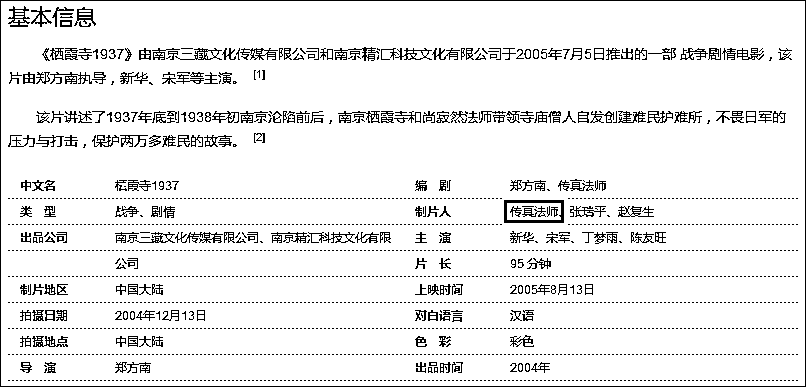 基本信息
《栖霞寺1937》由南京三藏文化传媒有限公司和南京精汇科技文化有限公司于2005年7月5日推出的一部 战争剧情电影，该
片由郑方南执导，新华、宋军等主演。 [1]
该片讲述了1937年底到1938年初南京沦陷前后，南京栖霞寺和尚寂然法师带领寺庙僧人自发创建难民护难所，不畏日军的
压力与打击，保护两万多难民的故事。 [2]
中文名 栖霞寺1937 编 剧 郑方南、传真法师
类 型 战争、剧情 制片人 传真法师、张瑞平、赵复生
出品公司 南京三藏文化传媒有限公司、南京精汇科技文化有限 主 演 新华、宋军、丁梦雨、陈友旺
公司 片 长 95 分钟
制片地区 中国大陆 上映时间 2005年8月13日
拍摄日期 2004年12月13日 对白语言 汉语
拍摄地点 中国大陆 色 彩 彩色
导 演 郑方南 出品时间 2004年